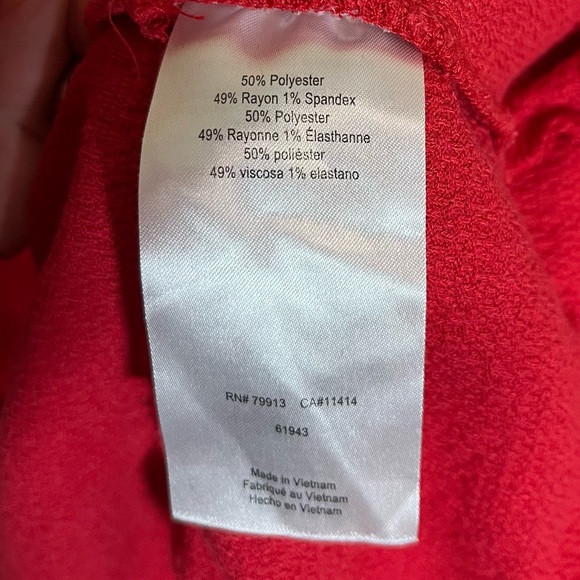 50% Polyester
49% Rayon 1% Spandex
50% Polyester
49% Rayonne 1% Élasthanne
50% poliéster
49% viscosa 1% elastano
RN# 79913 CA#11414
61943
Made in Vietnam
Fabriqué au Vietnam
Hecho en Vietnam